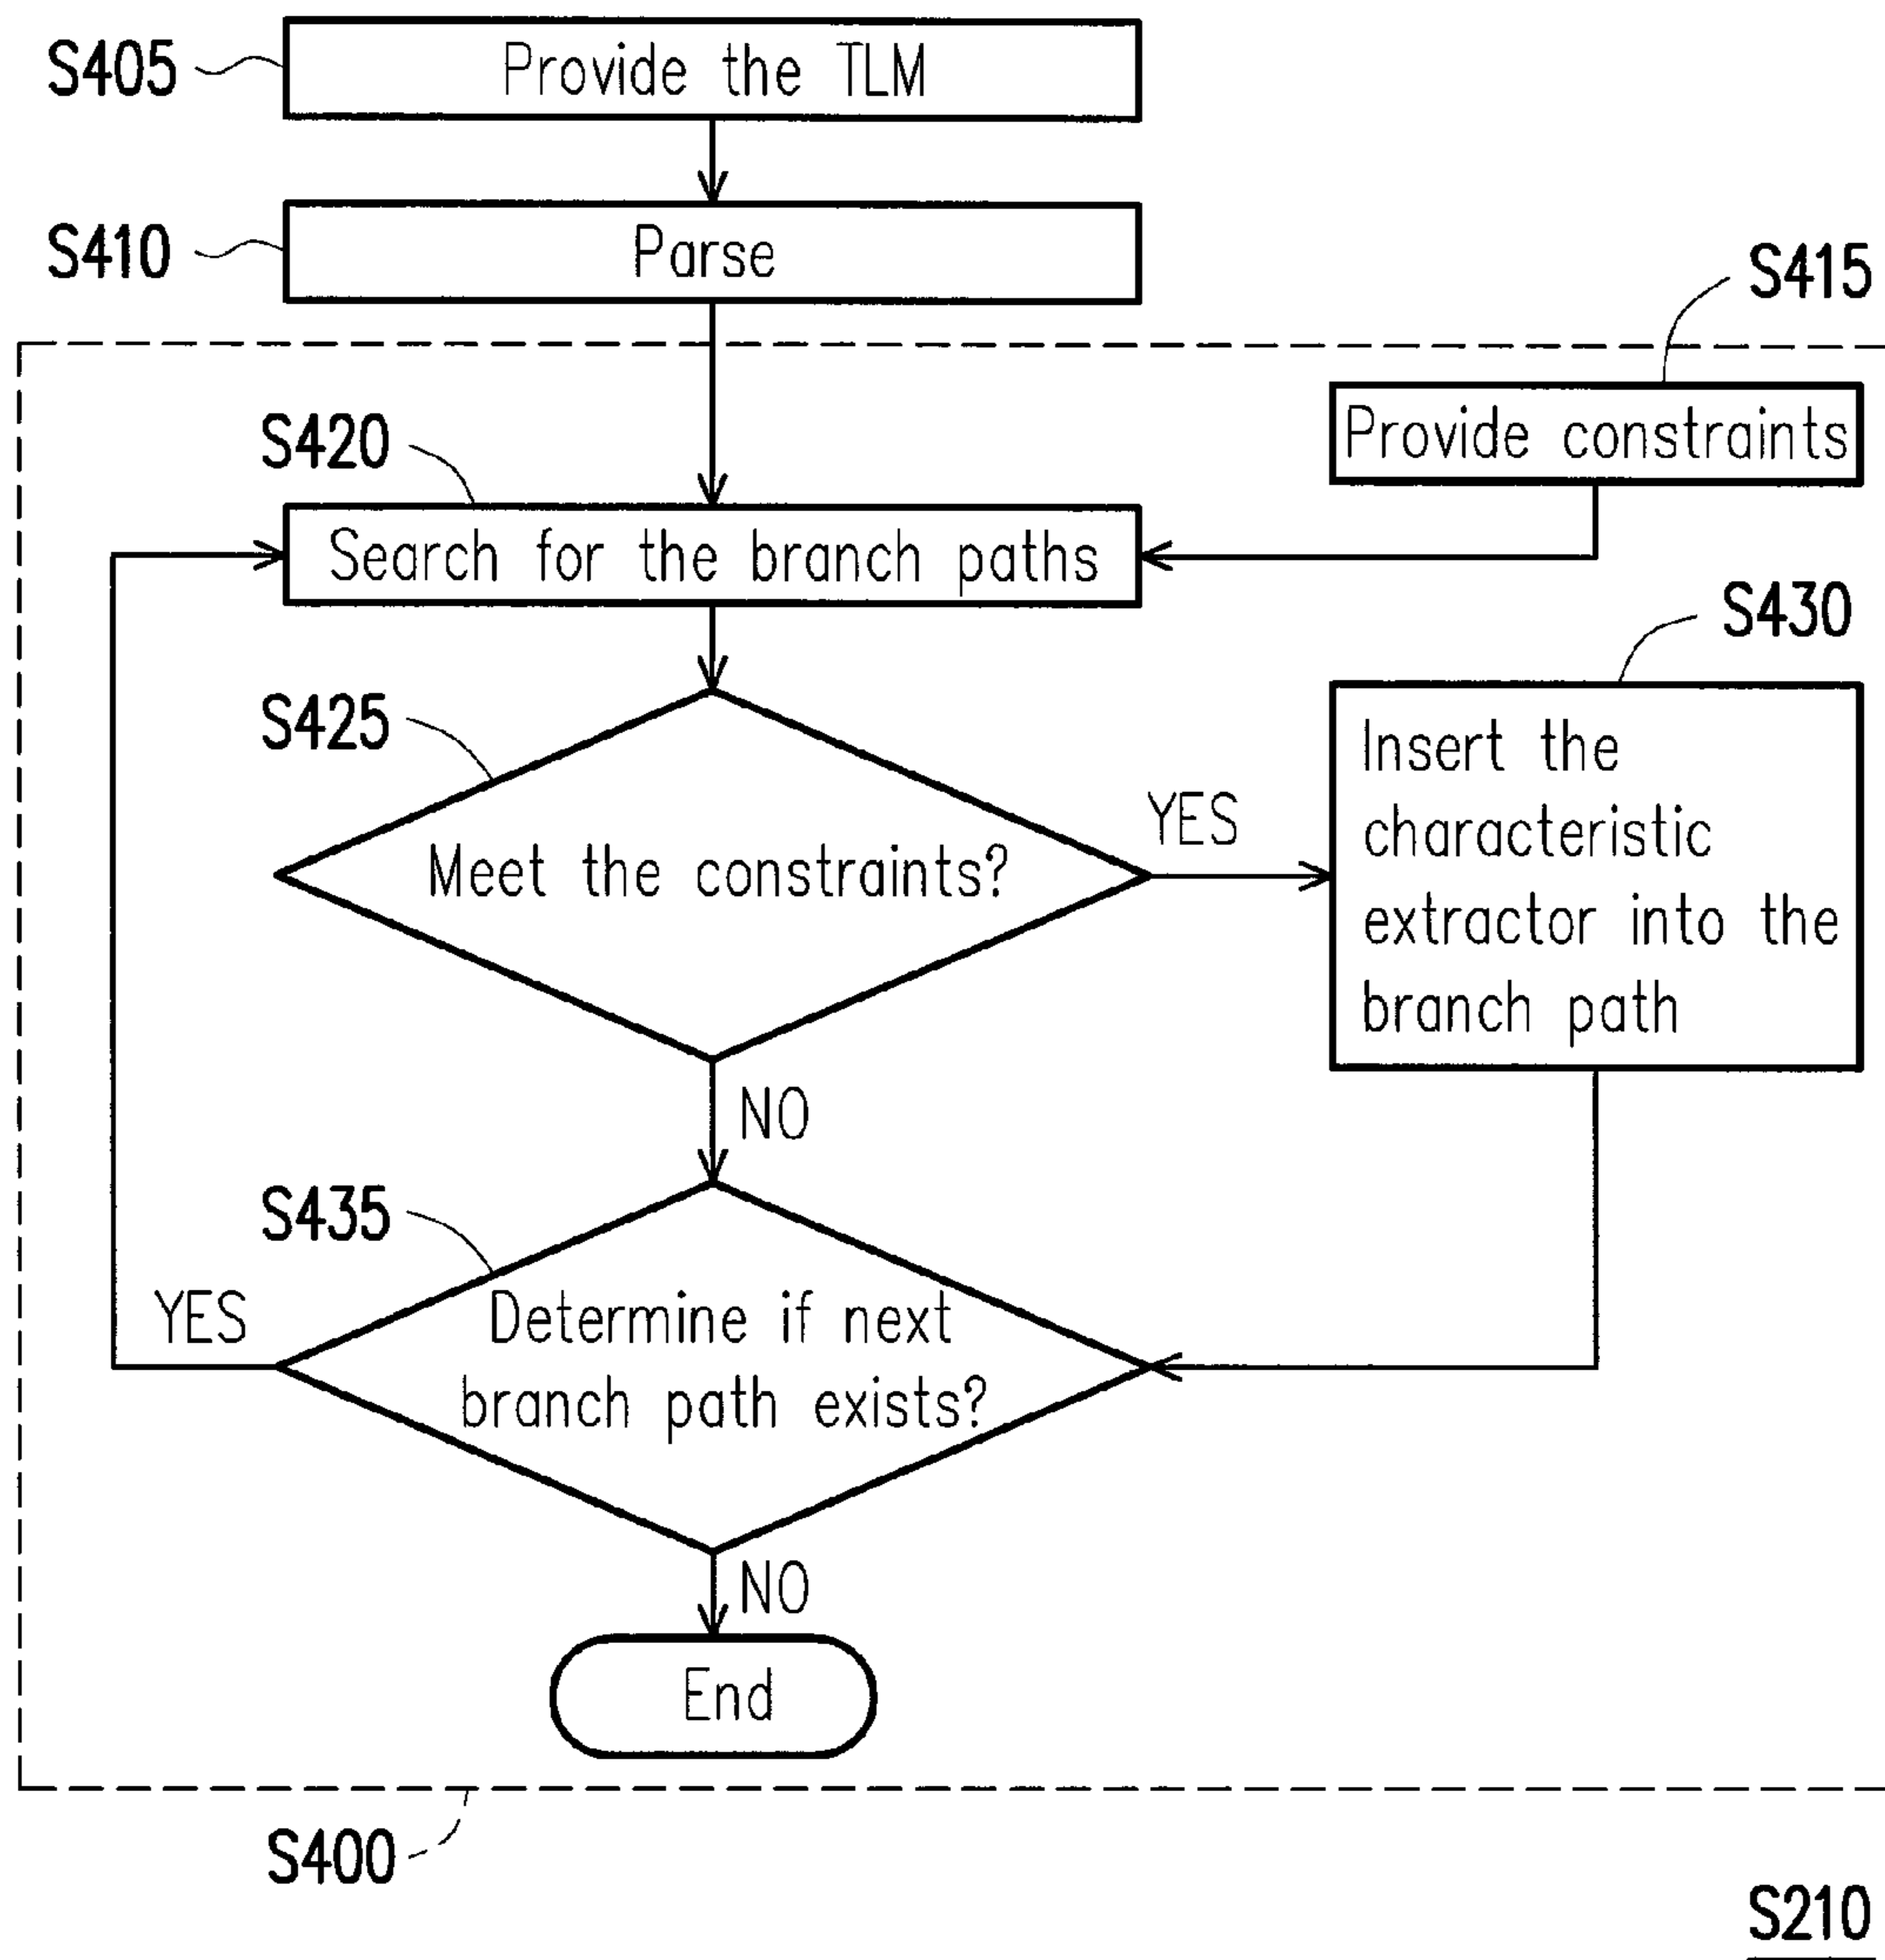 S405
Provide the TLM
S410
Parse
S415
Provide constraints
S420
Search for the branch paths
S430
Insert the
characteristic
extractor into the
branch path
S425
Meet the constraints?
YES
NO
S435
Determine if next
branch path exists?
YES
NO
End
S400
S210